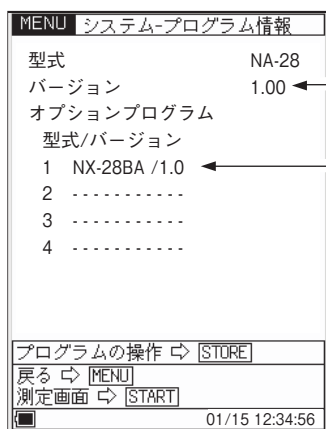 MENU システム-プログラム情報
型式 NA-28
バージョン 1.00
オプションプログラム
型式/バージョン
1 NX-28BA /1.0
2 - - - - - - - - - - -
3 - - - - - - - - - - -
4 - - - - - - - - - - -
プログラムの操作 ⇨ STORE
戻る ⇨ MENU
測定画面 ⇨ START
01/15 12:34:56